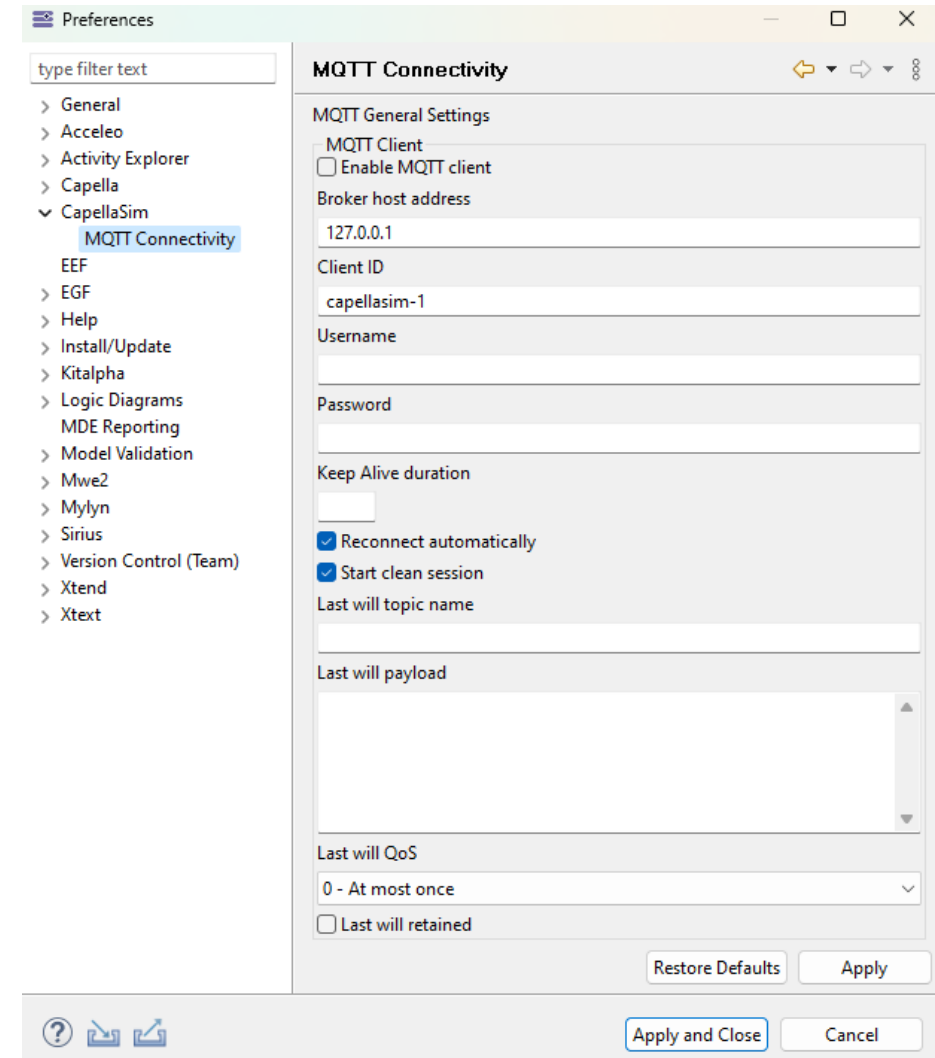 Preferences
type filter text
General
Acceleo
Activity Explorer
Capella
CapellaSim
MQTT Connectivity
EEF
EGF
Help
Install/Update
Kitalpha
Logic Diagrams
MDE Reporting
Model Validation
Mwe2
Mylyn
Sirius
Version Control (Team)
Xtend
Xtext
MQTT Connectivity
MQTT General Settings
MQTT Client
Enable MQTT client
Broker host address
127.0.0.1
Client ID
capellasim-1
Username
Password
Keep Alive duration
Reconnect automatically
Start clean session
Last will topic name
Last will payload
Last will QoS
0 - At most once
Last will retained
Restore Defaults
Apply
Apply and Close
Cancel